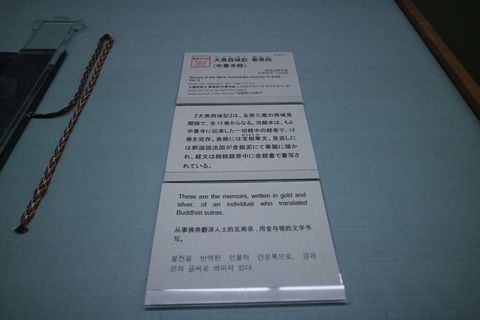 大唐西域記 巻第四
(中尊寺経)
Record of the Monk Xuanzang's Journey to India
Vol. 4
『大唐西域記』は、玄奘三蔵の西域見
聞録で、全12巻からなる。当館本は、もと
中尊寺に伝来した一切経中の経巻で、12
巻を完存。表紙には宝相華文、見返しに
は釈迦説法図が金銀泥にて華麗に描か
れ、経文は紺紙銀界中に金銀書で書写さ
れている。
These are the memoirs, written in gold and
silver, of an individual who translated
Buddhist sutras.
从事佛典翻译人士的见闻录,用金与银的文字书
写。
불전을 번역한 인물의 견문록으로, 금과
은의 글씨로 씌어져 있다.